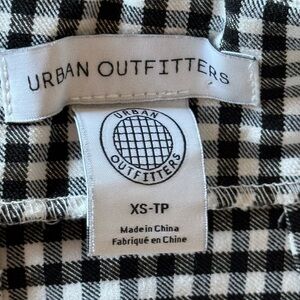 URBAN OUTFITTERS
URBAN
OUTFITTERS
XS-TP
Made in China
Fabriqué en Chine